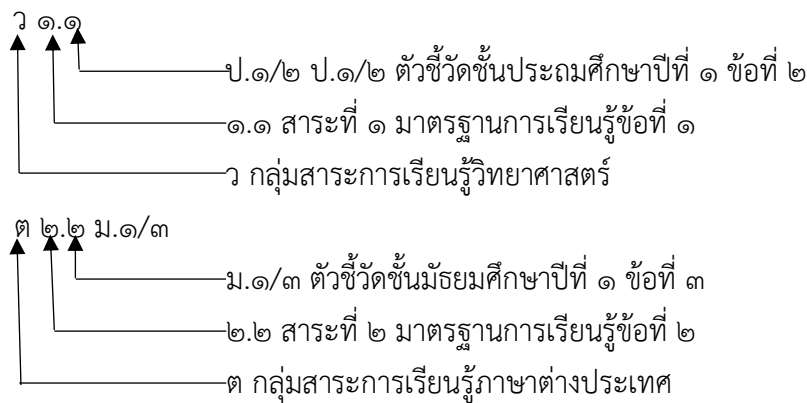 ว ๑.๑
ป.๑/๒ ป.๑/๒ ตัวชี้วัดชั้นประถมศึกษาปีที่ ๑ ข้อที่ ๒
๑.๑ สาระที่ ๑ มาตรฐานการเรียนรู้ข้อที่ ๑
ว กลุ่มสาระการเรียนรู้วิทยาศาสตร์
ต ๒.๒ ม.๑/๓
ม.๑/๓ ตัวชี้วัดชั้นมัธยมศึกษาปีที่ ๑ ข้อที่ ๓
๒.๒ สาระที่ ๒ มาตรฐานการเรียนรู้ข้อที่ ๒
ต กลุ่มสาระการเรียนรู้ภาษาต่างประเทศ